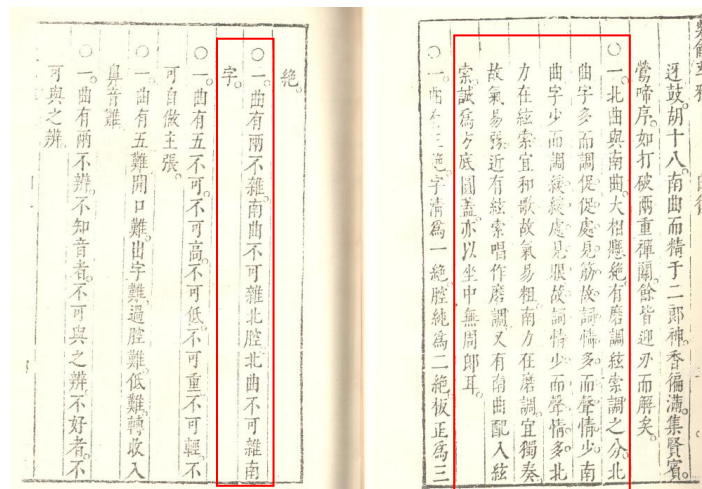 迓鼓。胡十八。南曲而精于二郎神。香徧滿。集賢賓。
鶯啼序。如打破兩重禪關。餘皆迎刃而解矣。
○一。北曲與南曲。大相懸絶。有磨調絃索調之分。北
曲字多而調促。促處見筋。故詞情多而聲情少。南
曲字少而調緩。緩處見眼。故詞情少而聲情多。北
力在絃索。宜和歌。故氣易粗。南力在磨調。宜獨奏。
故氣易弱。近有絃索唱作磨調。又有南曲配入絃
索。誠爲方底圓蓋。亦以坐中無周郎耳。
○一。曲有三絶。字清爲一絶。腔純爲二絶。板正爲三
絶。
○一。曲有兩不雜。南曲不可雜北腔。北曲不可雜南
字。
○一。曲有五不可。不可高。不可低。不可重。不可輕。不
可自做主張。
○一。曲有五難。開口難。出字難。過腔難。低難。轉收入
鼻音難。
○一。曲有兩不辨。不知音者。不可與之辨。不好者。不
可與之辨。